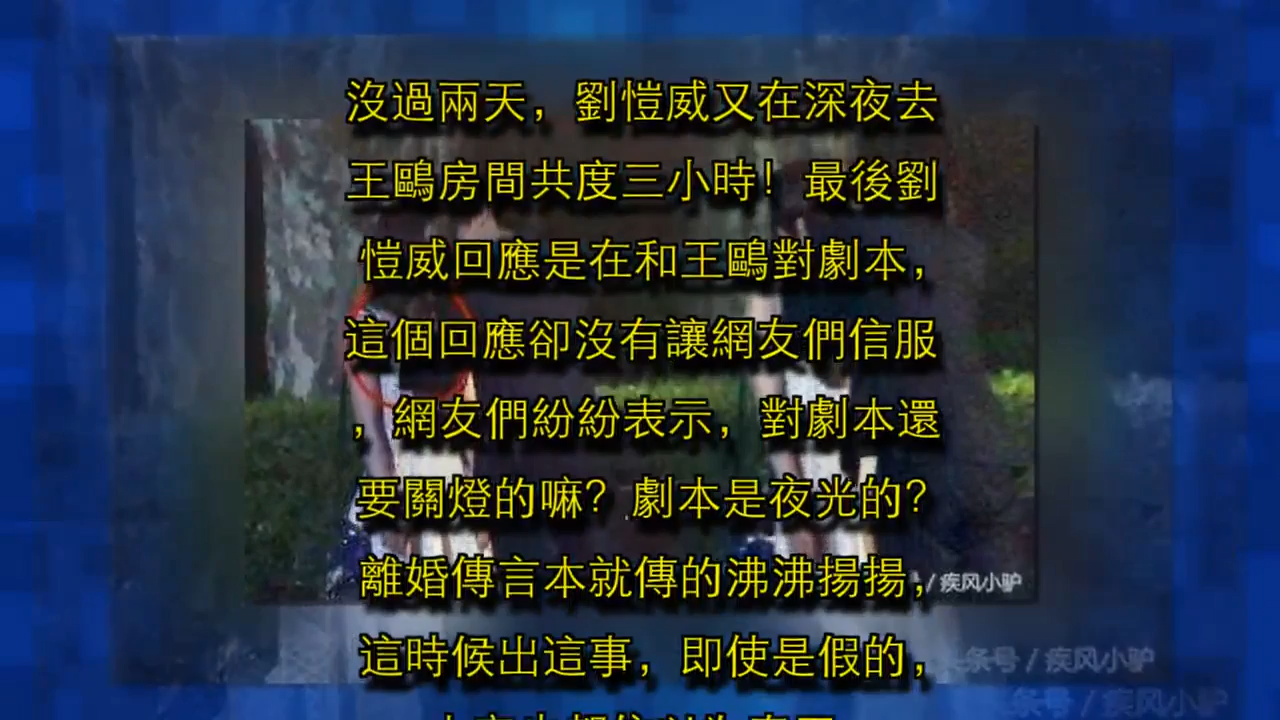 沒過兩天，劉愷威又在深夜去
王鷗房間共度三小時！最後劉
愷威回應是在和王鷗對劇本，
這個回應卻沒有讓網友們信服
，網友們紛紛表示，對劇本還
要關燈的嘛？劇本是夜光的？
離婚傳言本就傳的沸沸揚揚，
這時候出這事，即使是假的，
/ 疾风小驴
头条号 / 疾风小驴
条号 / 疾风小驴